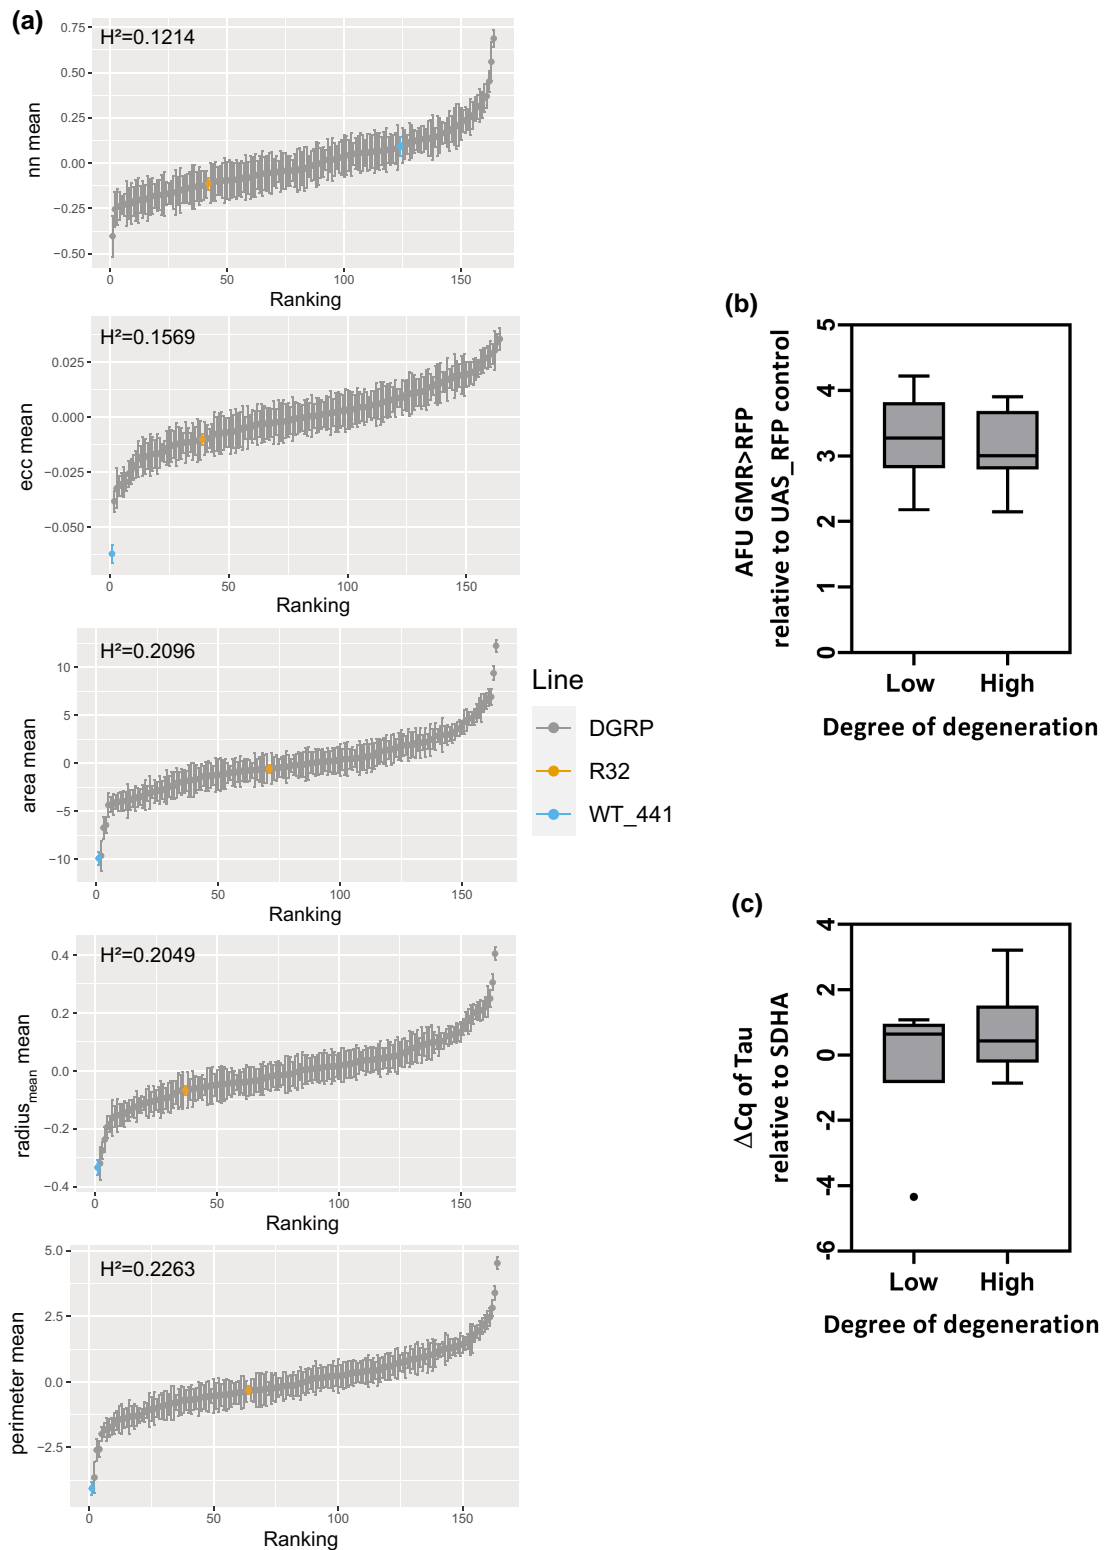 (a)
H²=0.1214
nn mean
0.75
0.50
0.25
0.00
−0.25
−0.50
0 50 100 150
Ranking
H²=0.1569
ecc mean
0.025
0.000
−0.025
−0.050
0 50 100 150
Ranking
H²=0.2096
area mean
10
5
0
−5
−10
0 50 100 150
Ranking
H²=0.2049
radius mean mean
0.4
0.2
0.0
−0.2
−0.4
0 50 100 150
Ranking
H²=0.2263
perimeter mean
5.0
2.5
0.0
−2.5
0 50 100 150
Ranking
Line
DGRP
R32
WT_441
(b)
AFU GMR>RFP
relative to UAS_RFP control
5
4
3
2
1
0
Low High
Degree of degeneration
(c)
ΔCq of Tau
relative to SDHA
4
2
0
-2
-4
-6
Low High
Degree of degeneration